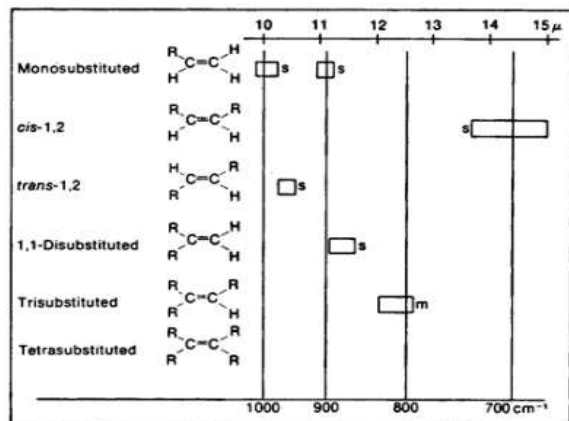 10 11 12 13 14 15 μ
R H
Monosubstituted C=C s s
H H
R R
cis-1,2 C=C s
H H
H R
trans-1,2 C=C s
R H
R H
1,1-Disubstituted C=C s
R H
R R
Trisubstituted C=C m
R H
R R
Tetrasubstituted C=C
R R
1000 900 800 700 cm⁻¹